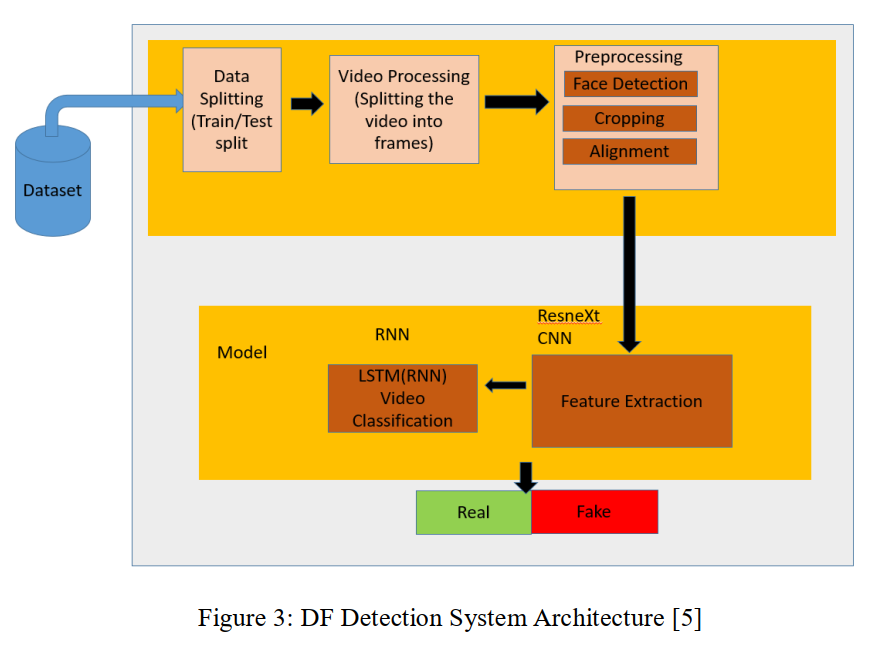 Dataset
Data
Splitting
(Train/Test
split
Video Processing
(Splitting the
video into
frames)
Preprocessing
Face Detection
Cropping
Alignment
Model
RNN
LSTM(RNN)
Video
Classification
ResneXt
CNN
Feature Extraction
Real
Fake
Figure 3: DF Detection System Architecture [5]